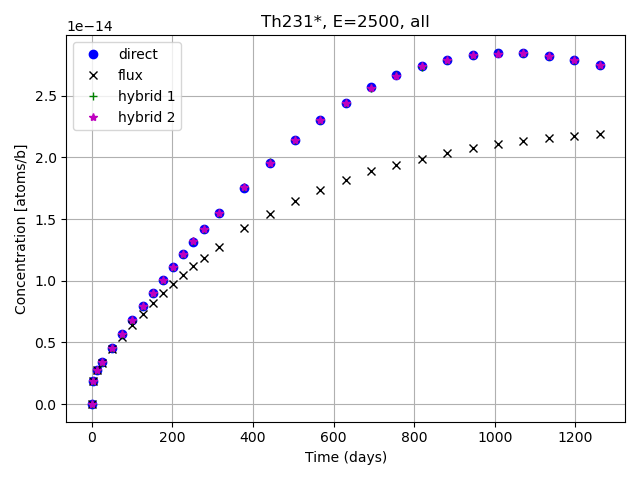 Th231*, E=2500, all
1e−14
direct
flux
hybrid 1
hybrid 2
2.5
2.0
1.5
1.0
0.5
0.0
Concentration [atoms/b]
0 200 400 600 800 1000 1200
Time (days)